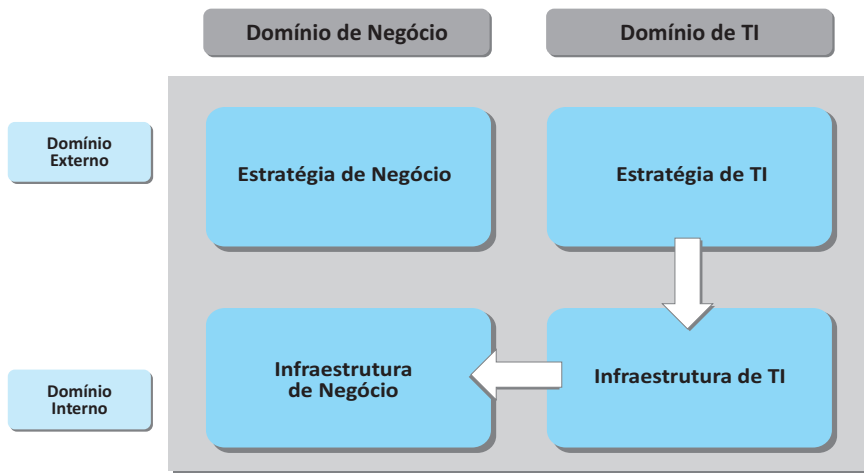 Domínio de Negócio
Domínio de TI
Domínio
Externo
Estratégia de Negócio
Estratégia de TI
Domínio
Interno
Infraestrutura
de Negócio
Infraestrutura de TI